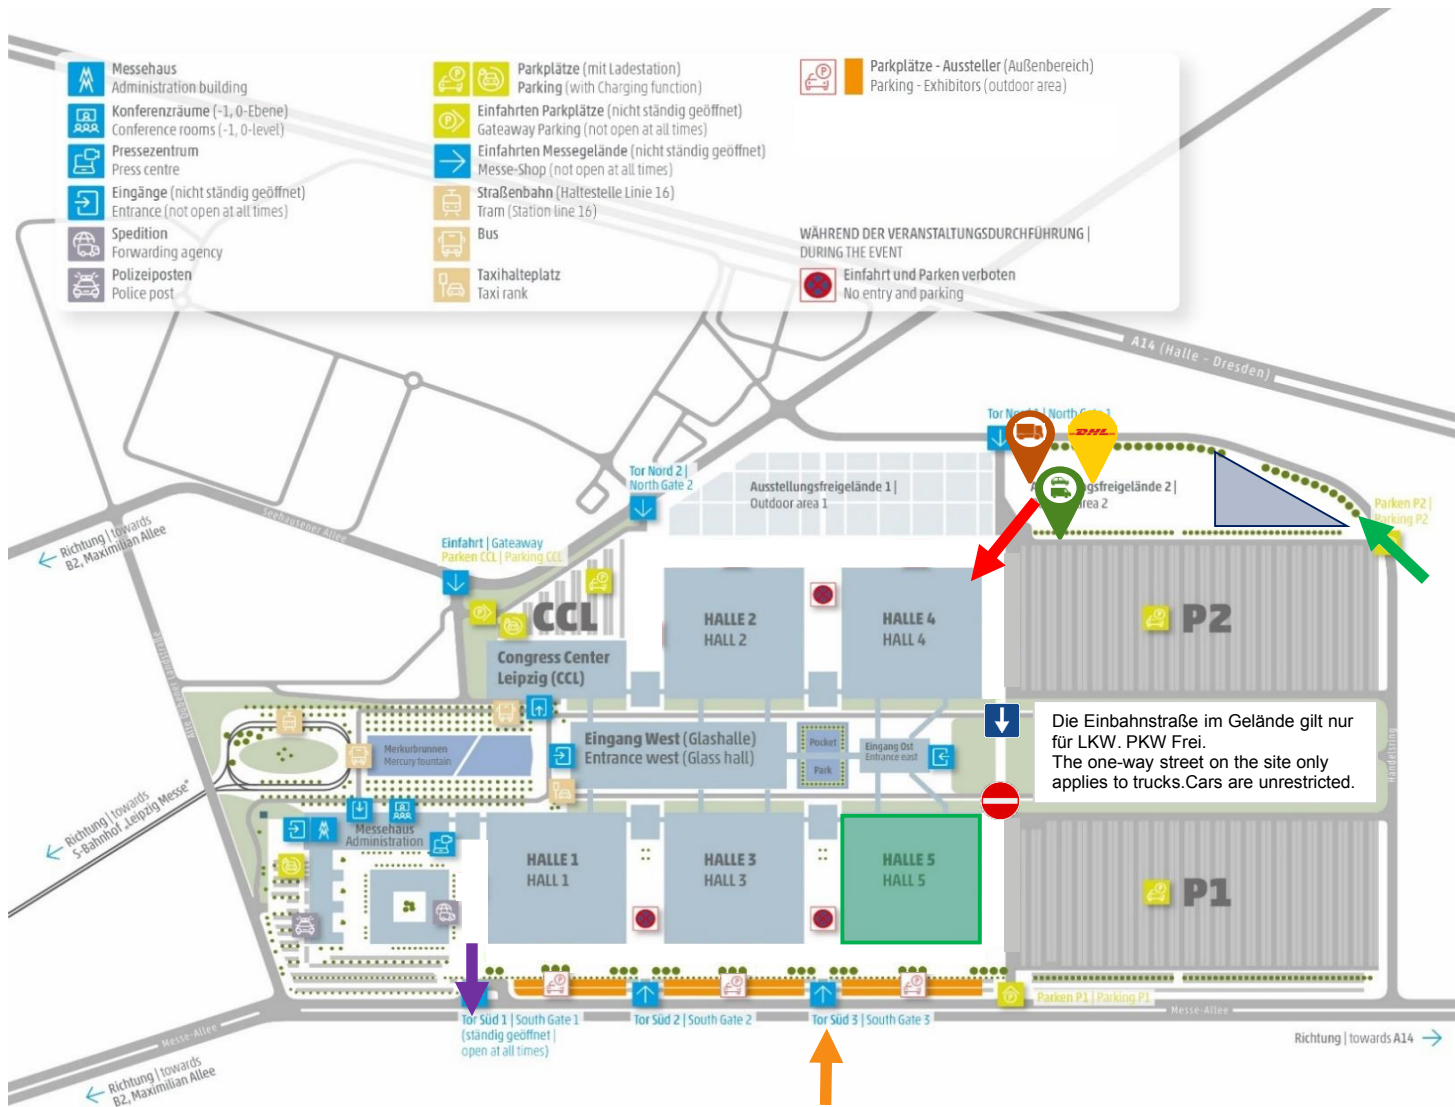 Messehaus
Administration building
Konferenzräume (-1, 0-Ebene)
Conference rooms (-1, 0-level)
Pressezentrum
Press centre
Eingänge (nicht ständig geöffnet)
Entrance (not open at all times)
Spedition
Forwarding agency
Polizeiposten
Police post
Parkplätze (mit Ladestation)
Parking (with Charging function)
Einfahrten Parkplätze (nicht ständig geöffnet)
Gateaway Parking (not open at all times)
Einfahrten Messegelände (nicht ständig geöffnet)
Messe-Shop (not open at all times)
Straßenbahn (Haltestelle Linie 16)
Tram (Station line 16)
Bus
Taxihalteplatz
Taxi rank
Parkplätze - Aussteller (Außenbereich)
Parking - Exhibitors (outdoor area)
WÄHREND DER VERANSTALTUNGSDURCHFÜHRUNG |
DURING THE EVENT
Einfahrt und Parken verboten
No entry and parking
A14 (Halle - Dresden)
Tor Nord 1 | North Gate 1
DHL
Tor Nord 2 |
North Gate 2
Ausstellungsfreigelände 1 |
Outdoor area 1
ngsfreigelände 2 |
area 2
Parken P2 |
Parking P2
Seehausener Allee
Richtung | towards
B2, Maximilian Allee
Einfahrt | Gateaway
Parken CCL | Parking CCL
CCL
Congress Center
Leipzig (CCL)
HALLE 2
HALL 2
HALLE 4
HALL 4
P2
Merkurbrunnen
Mercury fountain
Eingang West (Glashalle)
Entrance west (Glass hall)
Pocket
Park
Eingang Ost
Entrance east
Die Einbahnstraße im Gelände gilt nur
für LKW. PKW Frei.
The one-way street on the site only
applies to trucks.Cars are unrestricted.
Handelsring
Richtung | towards
S-Bahnhof „Leipzig Messe"
Messehaus
Administration
HALLE 1
HALL 1
HALLE 3
HALL 3
HALLE 5
HALL 5
P1
Parken P1 | Parking P1
Messe-Allee
Tor Süd 1 | South Gate 1
(ständig geöffnet |
open at all times)
Tor Süd 2 | South Gate 2
Tor Süd 3 | South Gate 3
Messe-Allee
Richtung | towards A14
Richtung | towards
B2, Maximilian Allee